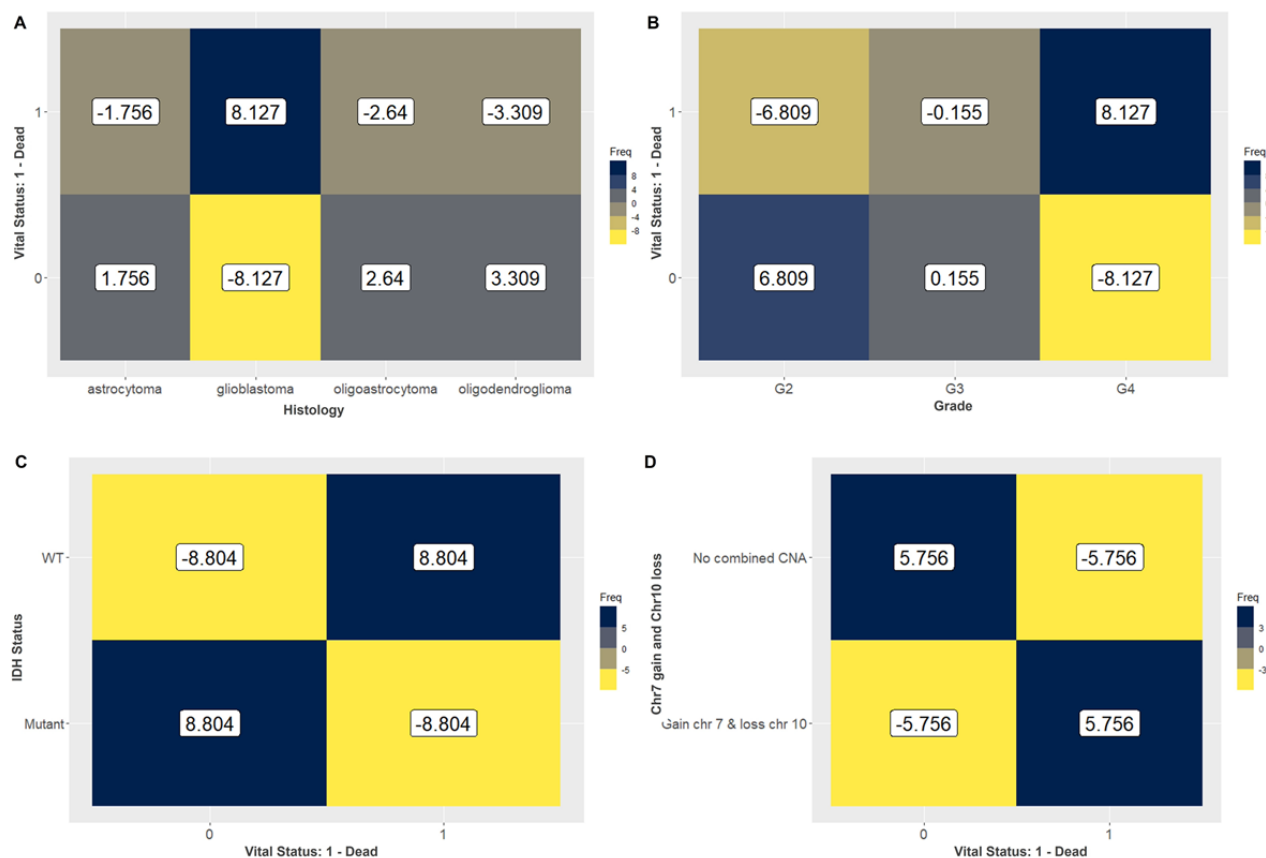 A
Vital Status: 1 - Dead
1
0
-1.756
8.127
-2.64
-3.309
1.756
-8.127
2.64
3.309
astrocytoma
glioblastoma
oligoastrocytoma
oligodendroglioma
Histology
Freq
8
4
0
-4
-8
B
Vital Status: 1 - Dead
1
0
-6.809
-0.155
8.127
6.809
0.155
-8.127
G2
G3
G4
Grade
Freq
C
IDH Status
WT
Mutant
-8.804
8.804
8.804
-8.804
0
1
Vital Status: 1 - Dead
Freq
5
0
-5
D
Chr7 gain and Chr10 loss
No combined CNA
Gain chr 7 & loss chr 10
5.756
-5.756
-5.756
5.756
0
1
Vital Status: 1 - Dead
Freq
3
0
-3